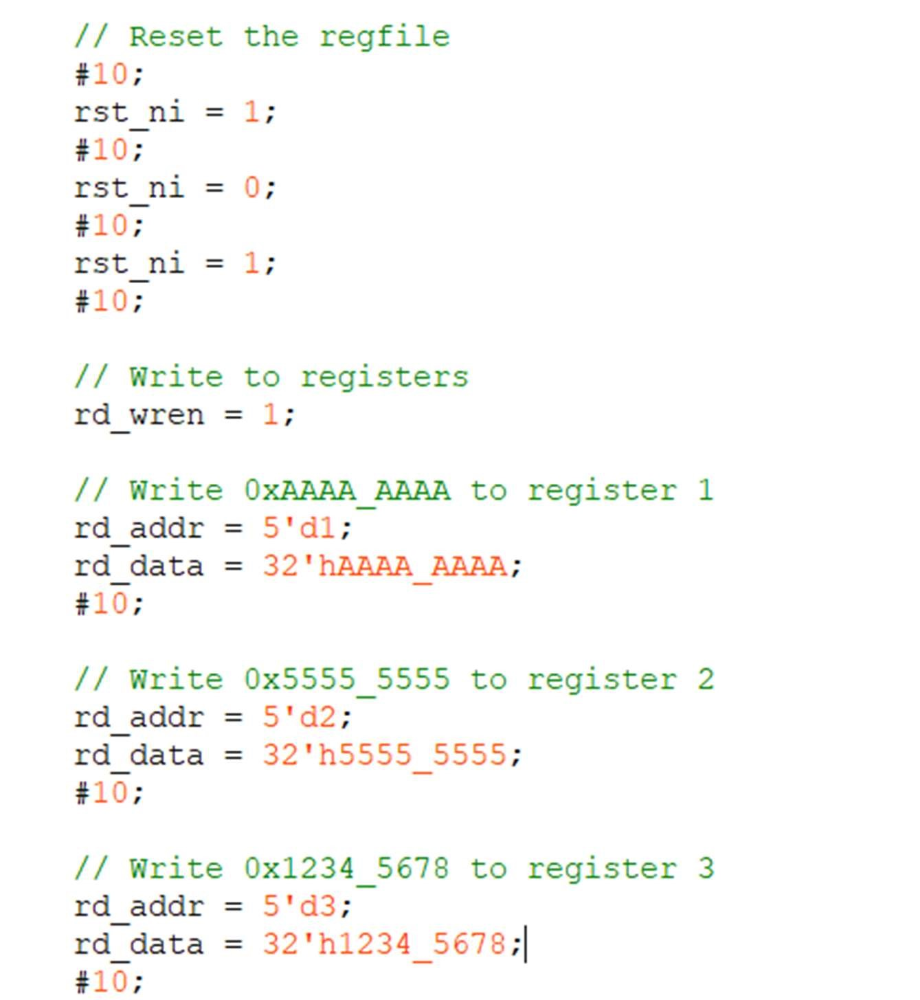 // Reset the regfile
#10;
rst_ni = 1;
#10;
rst_ni = 0;
#10;
rst_ni = 1;
#10;
// Write to registers
rd_wren = 1;
// Write 0xAAAA_AAAA to register 1
rd_addr = 5'd1;
rd_data = 32'hAAAA_AAAA;
#10;
// Write 0x5555_5555 to register 2
rd_addr = 5'd2;
rd_data = 32'h5555_5555;
#10;
// Write 0x1234_5678 to register 3
rd_addr = 5'd3;
rd_data = 32'h1234_5678;
#10;